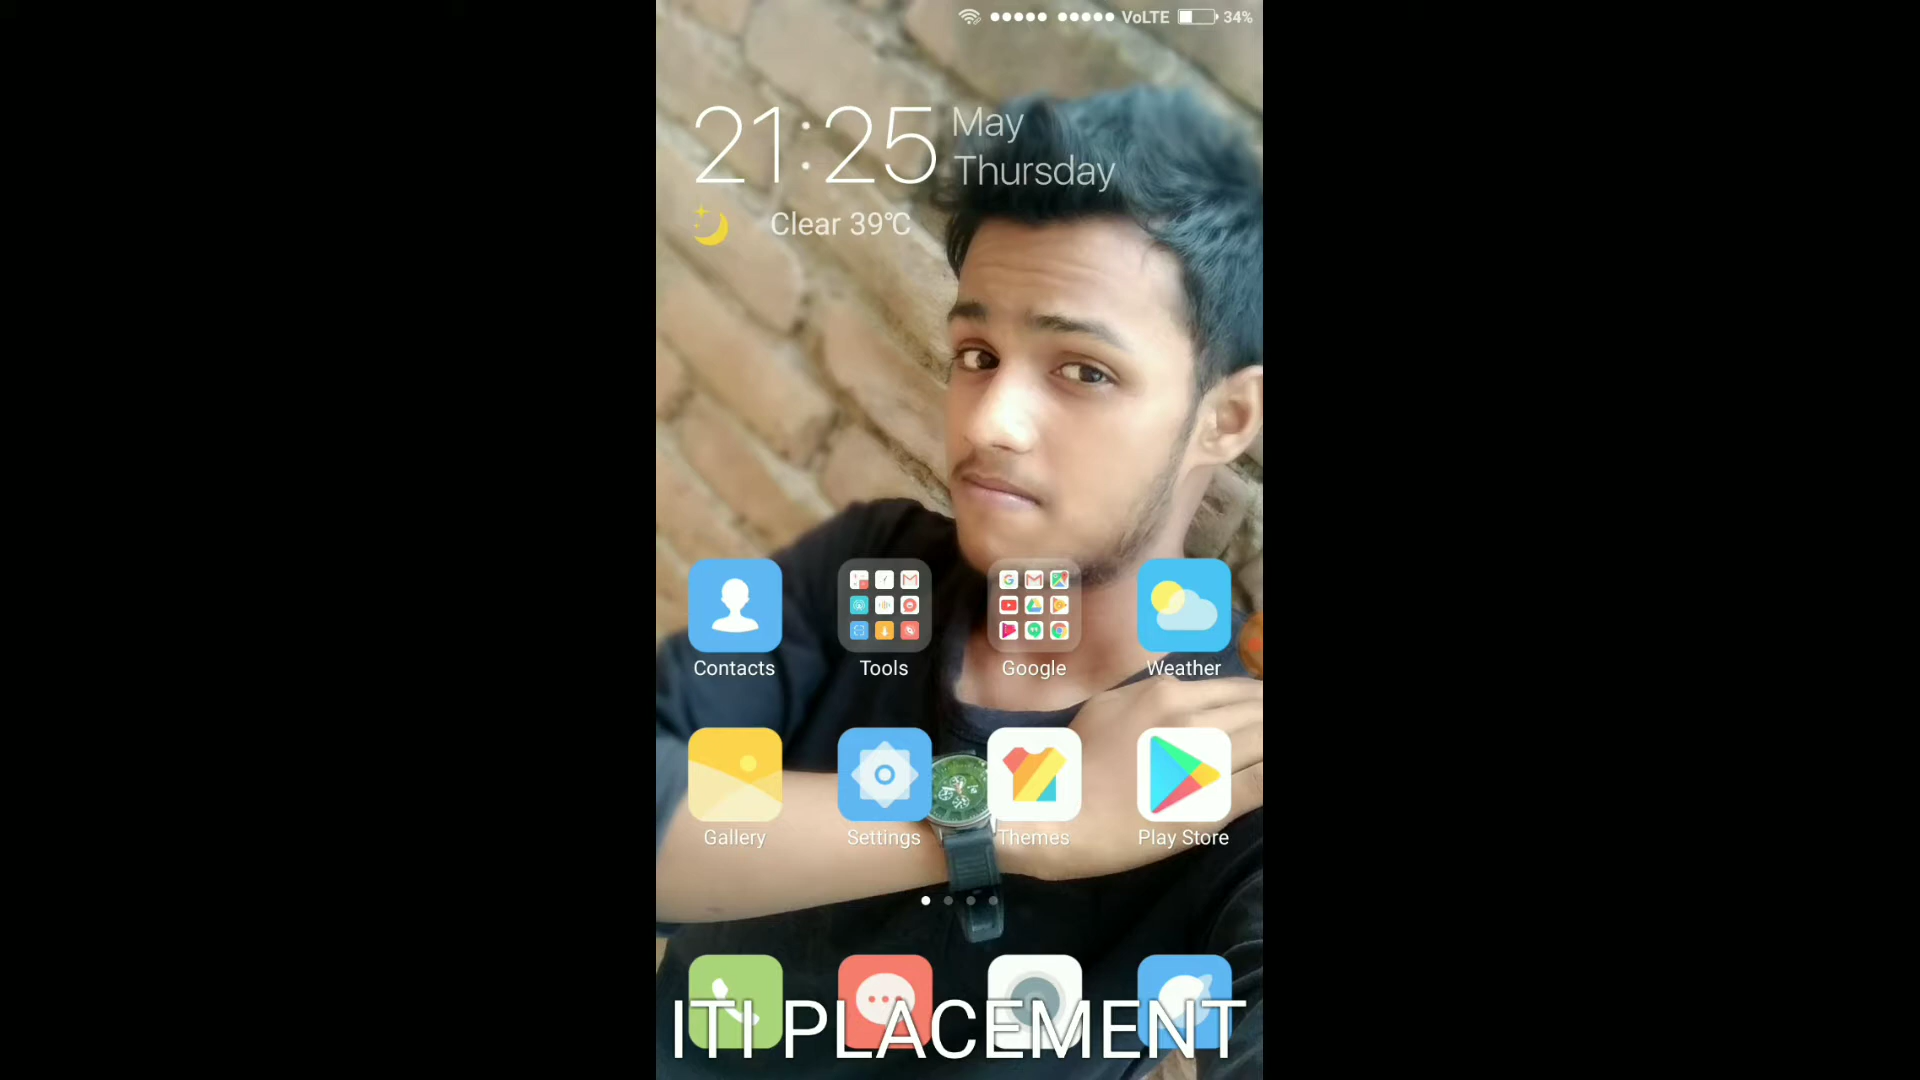 VoLTE 34%
21:25 May
Thursday
Clear 39℃
Contacts Tools Google Weather
Gallery Settings Themes Play Store
ITI PLACEMENT